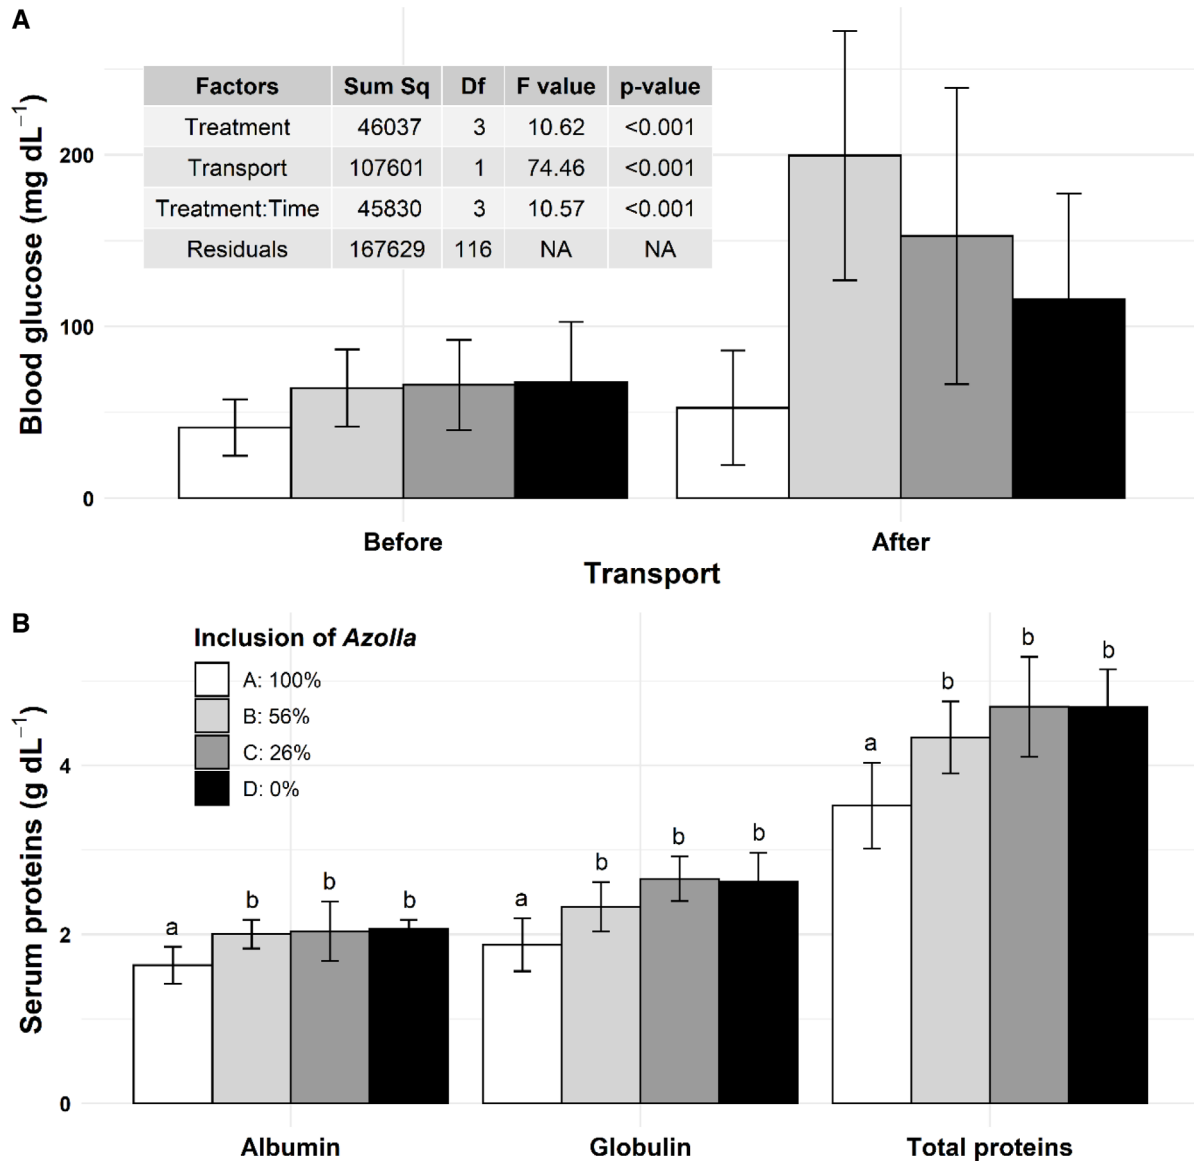 A
Blood glucose (mg dL⁻¹)
200
100
0
Factors Sum Sq Df F value p-value
Treatment 46037 3 10.62 <0.001
Transport 107601 1 74.46 <0.001
Treatment:Time 45830 3 10.57 <0.001
Residuals 167629 116 NA NA
Before After
Transport
B
Serum proteins (g dL⁻¹)
4
2
0
Inclusion of Azolla
A: 100%
B: 56%
C: 26%
D: 0%
a b b b
a b b b
a b b b
Albumin Globulin Total proteins